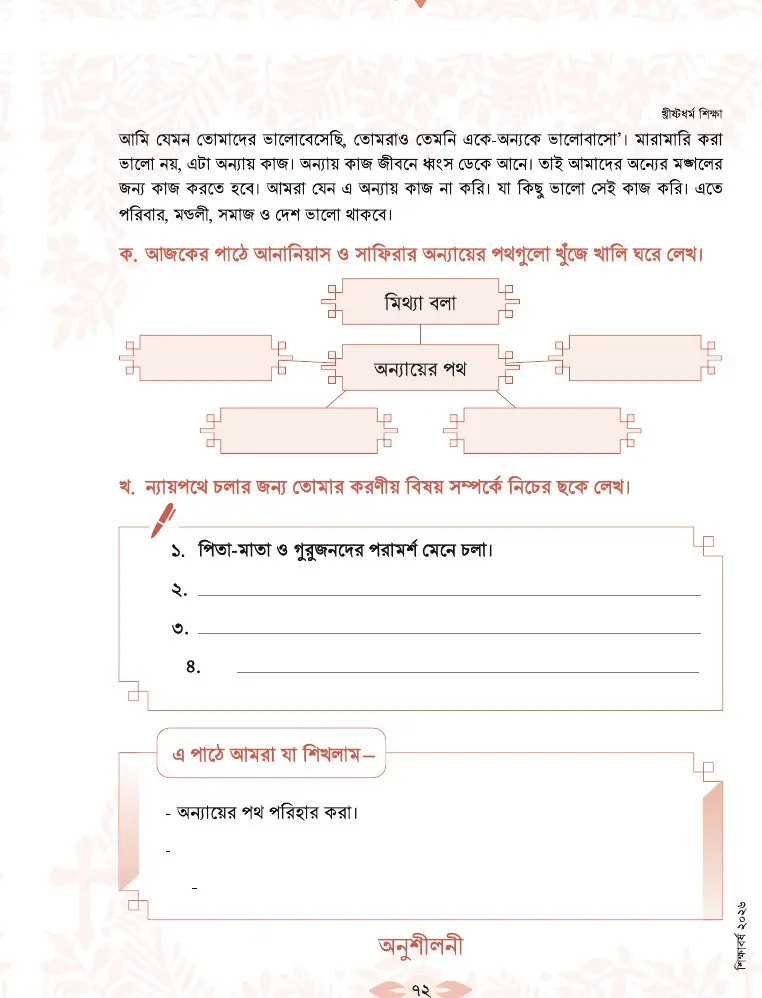 খ্রীষ্টধর্ম শিক্ষা
আমি যেমন তোমাদের ভালোবেসেছি, তোমরাও তেমনি একে-অন্যকে ভালোবাসো’। মারামারি করা
ভালো নয়, এটা অন্যায় কাজ। অন্যায় কাজ জীবনে ধ্বংস ডেকে আনে। তাই আমাদের অন্যের মঙ্গলের
জন্য কাজ করতে হবে। আমরা যেন এ অন্যায় কাজ না করি। যা কিছু ভালো সেই কাজ করি। এতে
পরিবার, মণ্ডলী, সমাজ ও দেশ ভালো থাকবে।
ক. আজকের পাঠে আনানিয়াস ও সাফিরার অন্যায়ের পথগুলো খুঁজে খালি ঘরে লেখ।
মিথ্যা বলা
অন্যায়ের পথ
খ. ন্যায়পথে চলার জন্য তোমার করণীয় বিষয় সম্পর্কে নিচের ছকে লেখ।
১. পিতা-মাতা ও গুরুজনদের পরামর্শ মেনে চলা।
২.
৩.
৪.
এ পাঠে আমরা যা শিখলাম—
- অন্যায়ের পথ পরিহার করা।
-
-
অনুশীলনী
৭২
শিক্ষাবর্ষ ২০২৬